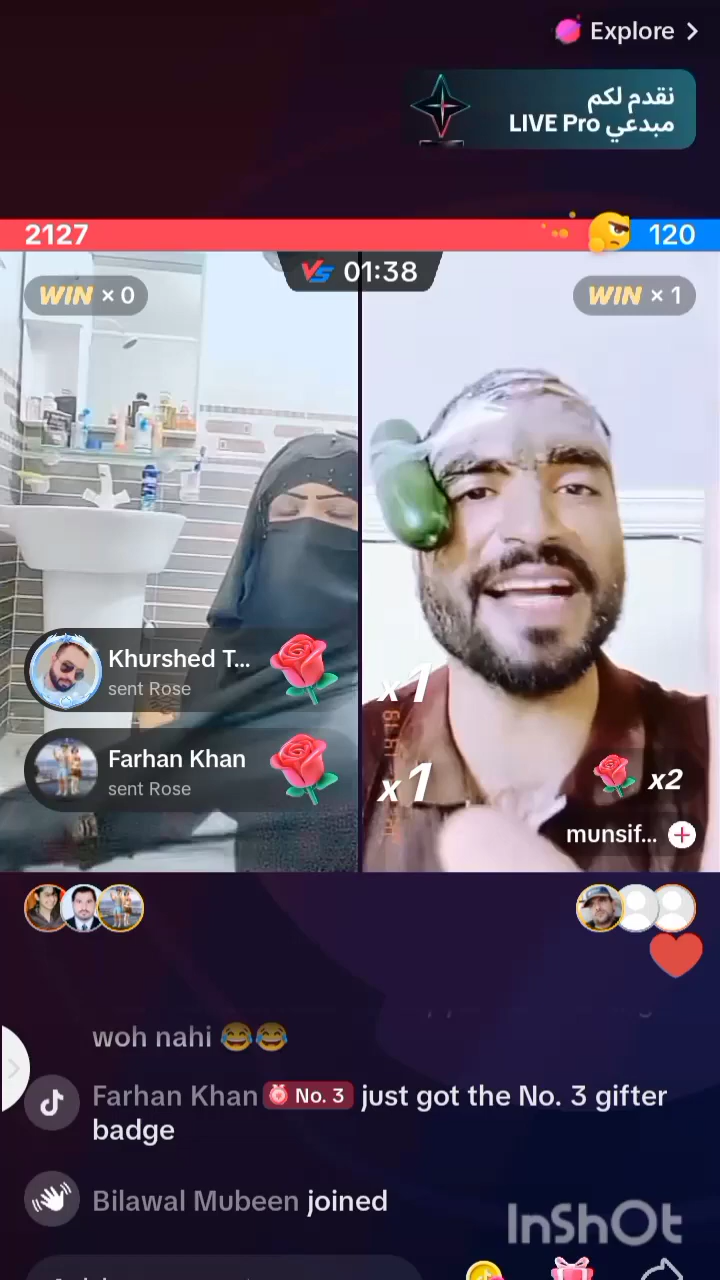 Explore
نقدم لكم
مبدعي LIVE Pro
2127
120
VS 01:38
WIN × 0
WIN × 1
Khurshed T...
sent Rose
x1
Farhan Khan
sent Rose
x1
x2
munsif...
woh nahi 😂😂
Farhan Khan No. 3 just got the No. 3 gifter
badge
Bilawal Mubeen joined
InShOt